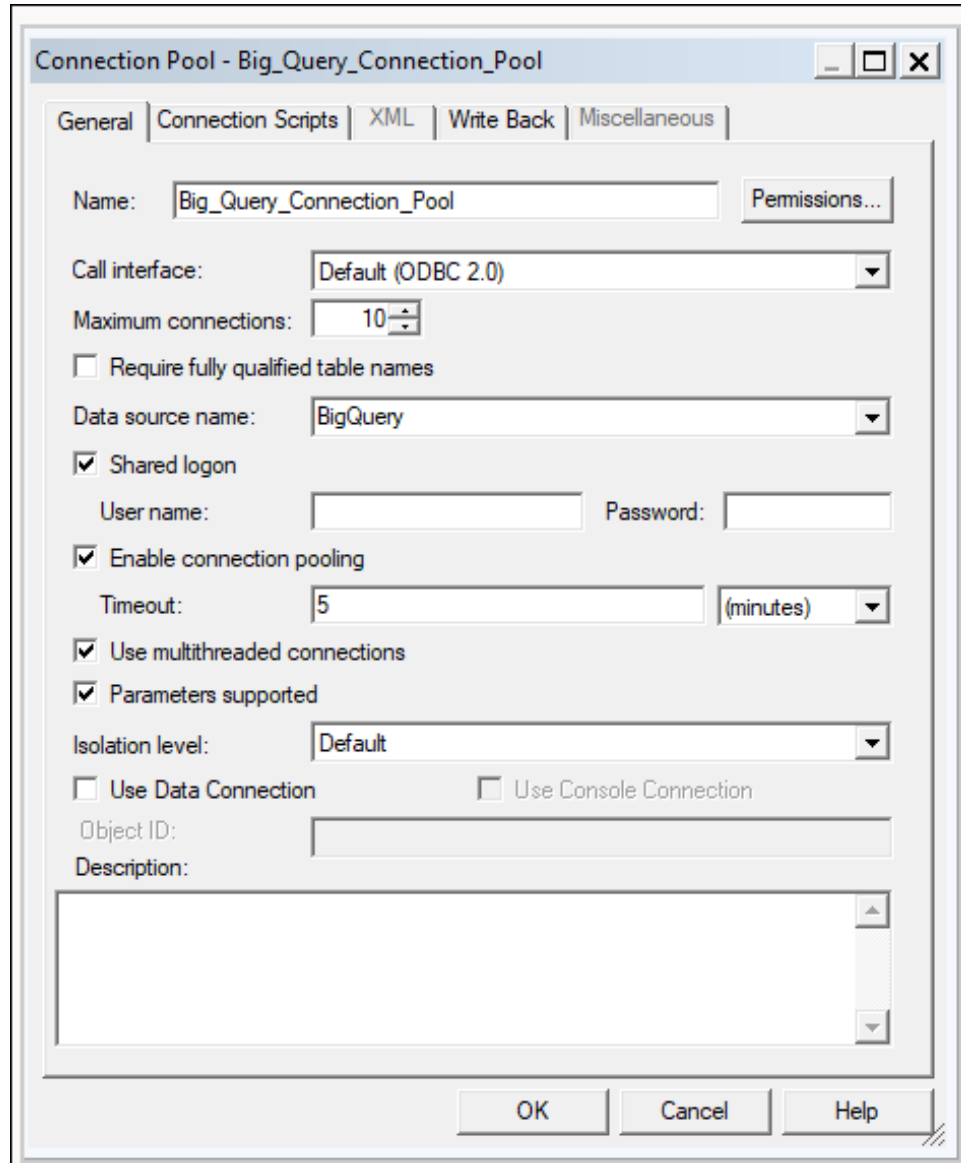 Connection Pool - Big_Query_Connection_Pool
General Connection Scripts XML Write Back Miscellaneous
Name: Big_Query_Connection_Pool Permissions...
Call interface: Default (ODBC 2.0)
Maximum connections: 10
Require fully qualified table names
Data source name: BigQuery
Shared logon
User name: Password:
Enable connection pooling
Timeout: 5 (minutes)
Use multithreaded connections
Parameters supported
Isolation level: Default
Use Data Connection Use Console Connection
Object ID:
Description:
OK Cancel Help